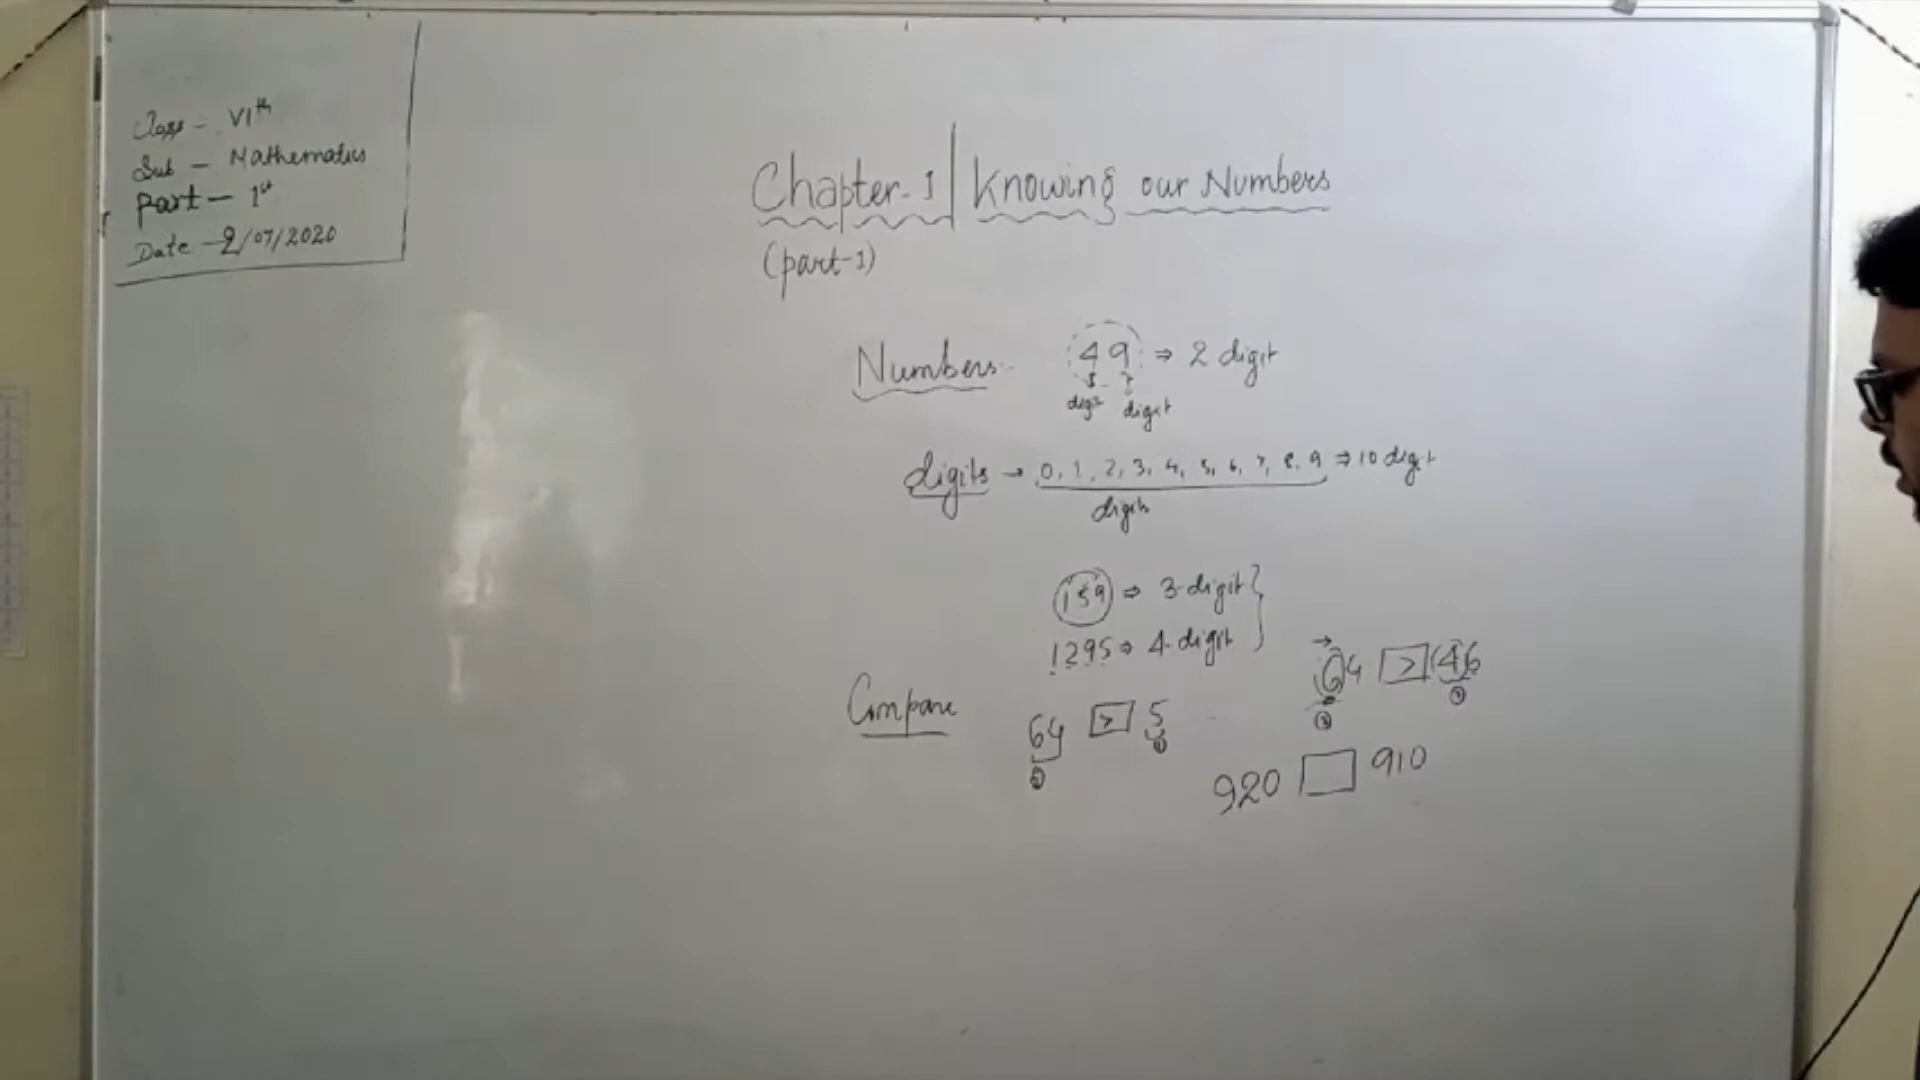 Class - VIth
Sub - Mathematics
Part - 1st
Date - 2/07/2020
Chapter-1 | Knowing our Numbers
(part-1)
Numbers 49 ⇒ 2 digit
digit digit
digits → 0, 1, 2, 3, 4, 5, 6, 7, 8, 9 ⇒ 10 digit
digits
159 ⇒ 3-digit }
1295 ⇒ 4-digit
64 > 46
Compare 64 > 5
920 □ 910